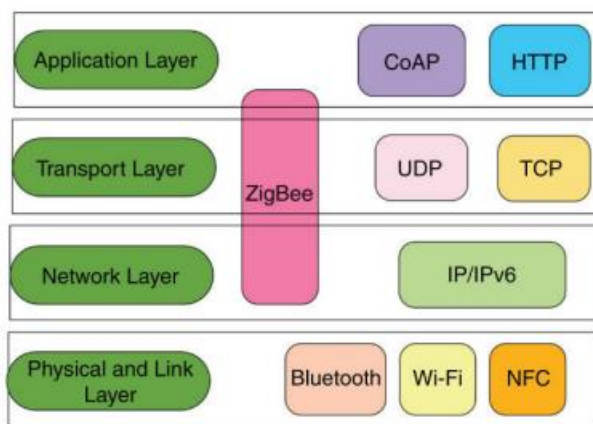 Application Layer
CoAP
HTTP
Transport Layer
ZigBee
UDP
TCP
Network Layer
IP/IPv6
Physical and Link
Layer
Bluetooth
Wi-Fi
NFC